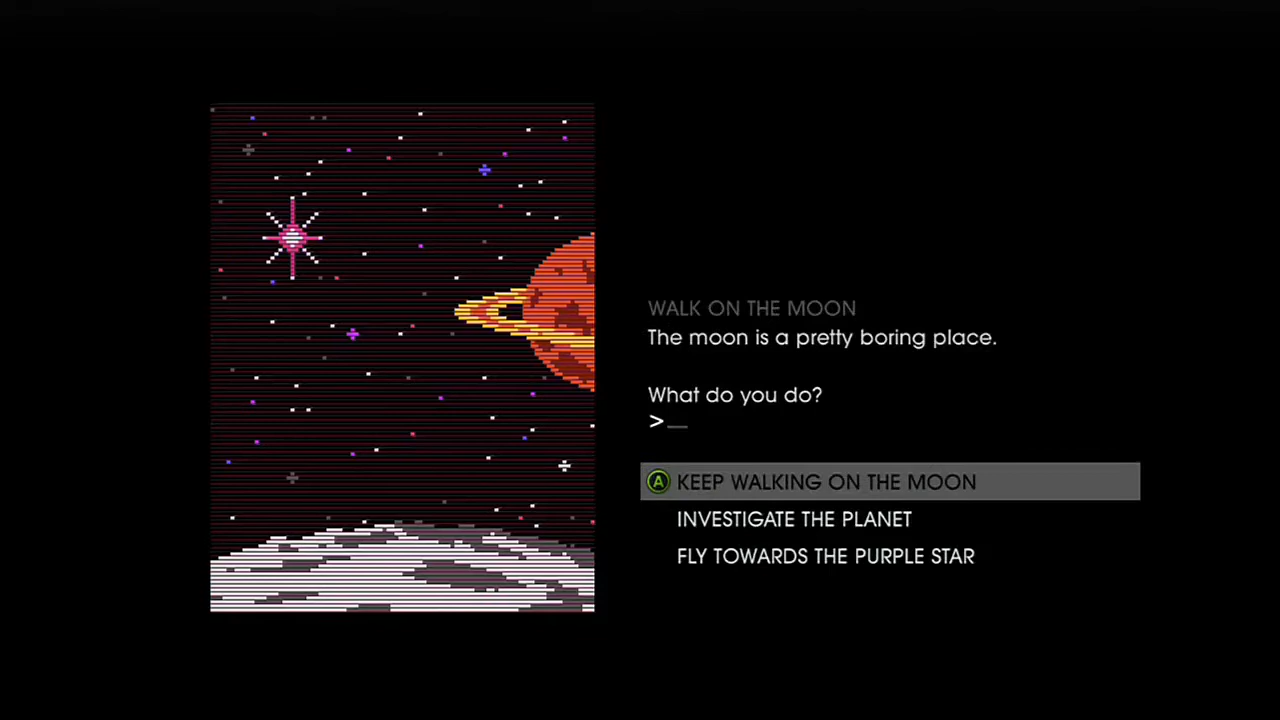 WALK ON THE MOON
The moon is a pretty boring place.
What do you do?
>_
A KEEP WALKING ON THE MOON
INVESTIGATE THE PLANET
FLY TOWARDS THE PURPLE STAR